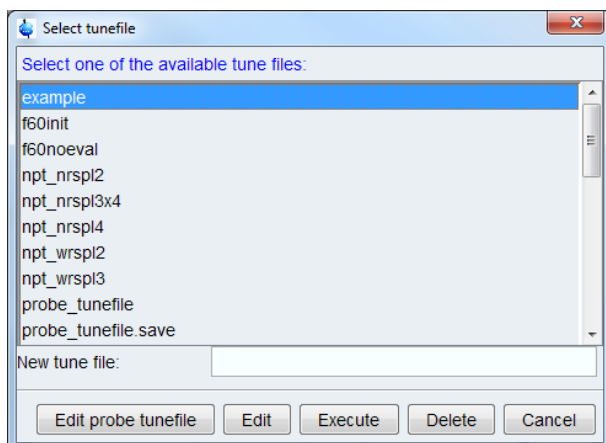 Select tunefile
Select one of the available tune files:
example
f60init
f60noeval
npt_nrspl2
npt_nrspl3x4
npt_nrspl4
npt_wrspl2
npt_wrspl3
probe_tunefile
probe_tunefile.save
New tune file:
Edit probe tunefile Edit Execute Delete Cancel